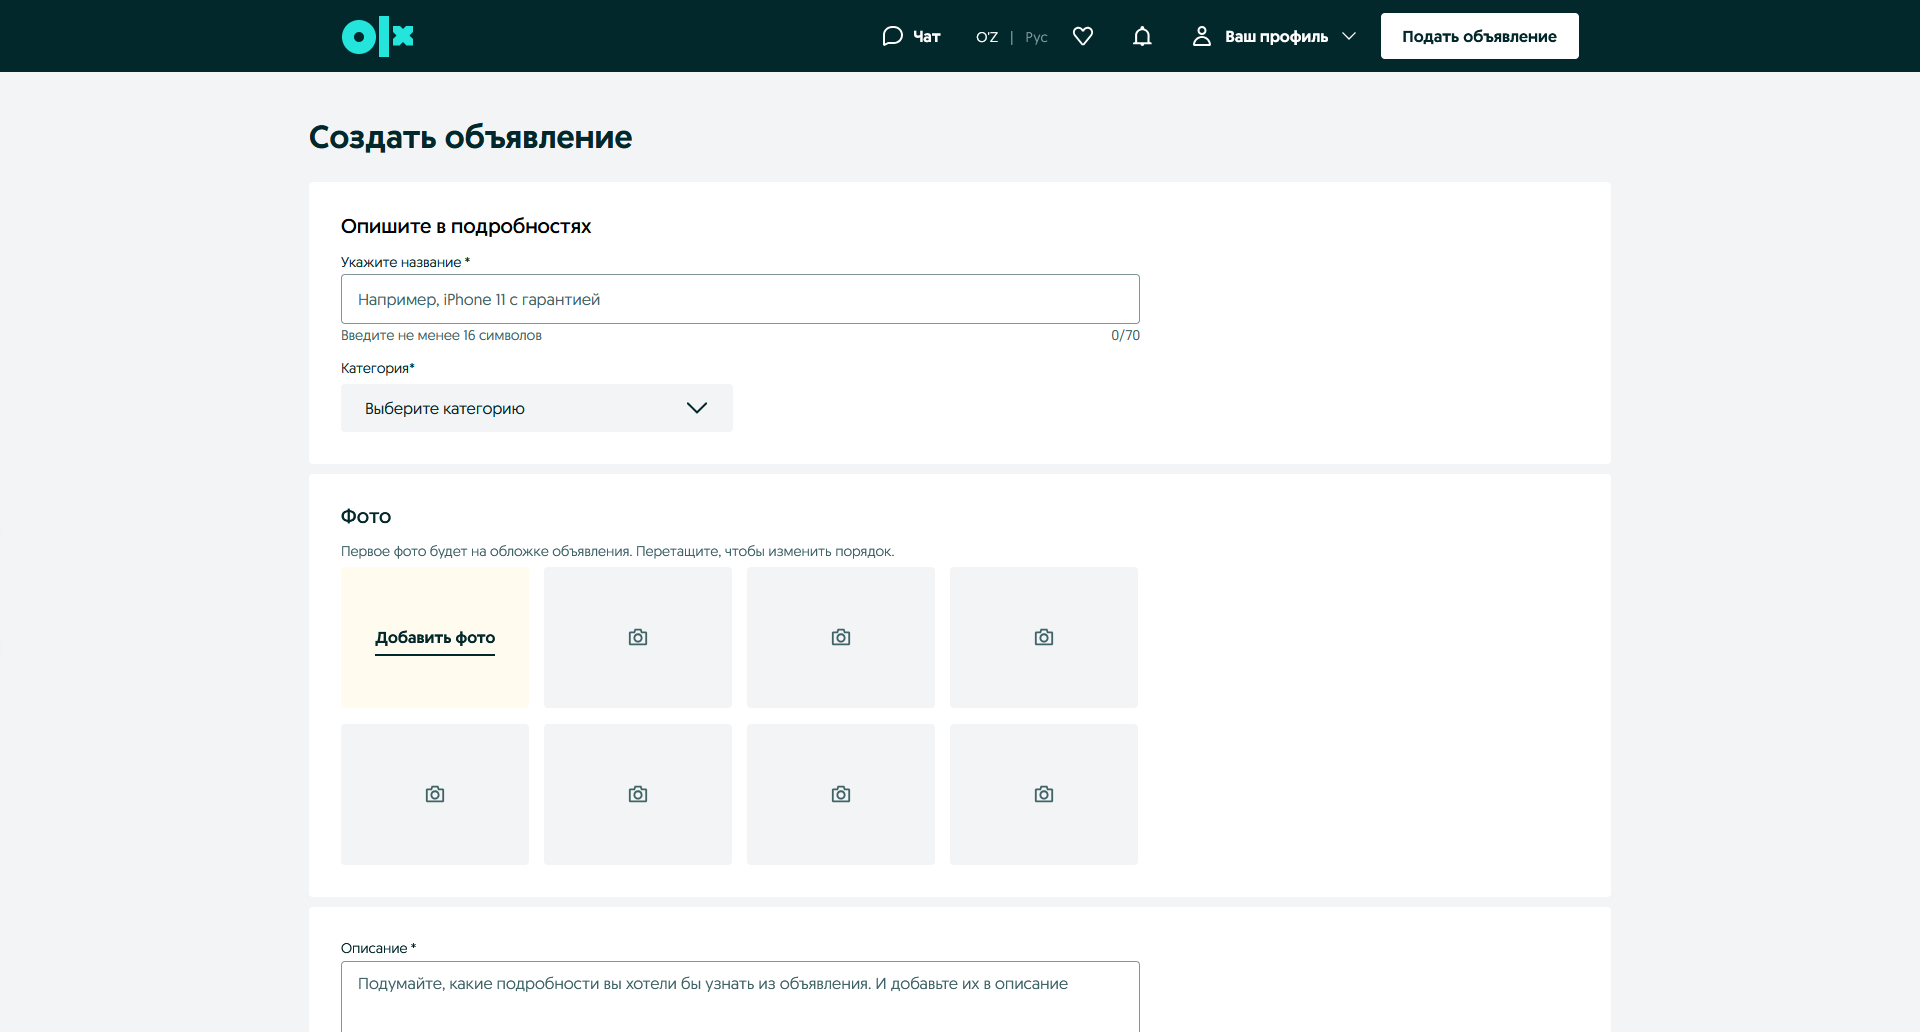 olx
Чат
O'Z | Рус
Ваш профиль
Подать объявление
Создать объявление
Опишите в подробностях
Укажите название *
Например, iPhone 11 с гарантией
Введите не менее 16 символов
0/70
Категория*
Выберите категорию
Фото
Первое фото будет на обложке объявления. Перетащите, чтобы изменить порядок.
Добавить фото
Описание *
Подумайте, какие подробности вы хотели бы узнать из объявления. И добавьте их в описание